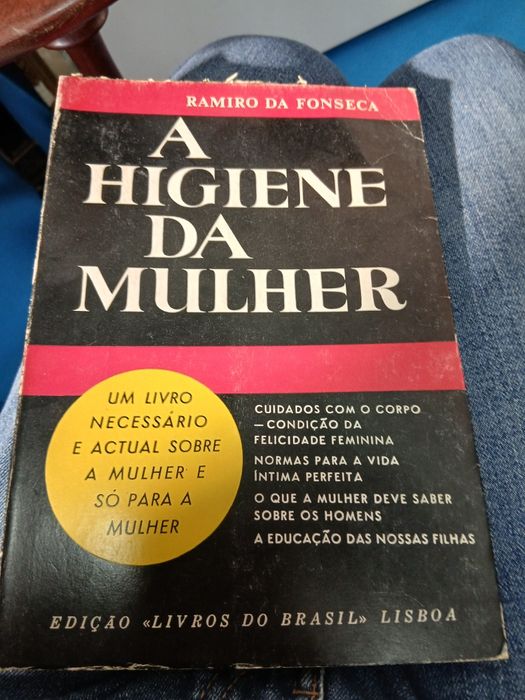 RAMIRO DA FONSECA
A
HIGIENE
DA
MULHER
UM LIVRO
NECESSÁRIO
E ACTUAL SOBRE
A MULHER E
SÓ PARA A
MULHER
CUIDADOS COM O CORPO
— CONDIÇÃO DA
FELICIDADE FEMININA
NORMAS PARA A VIDA
ÍNTIMA PERFEITA
O QUE A MULHER DEVE SABER
SOBRE OS HOMENS
A EDUCAÇÃO DAS NOSSAS FILHAS
EDIÇÃO «LIVROS DO BRASIL» LISBOA